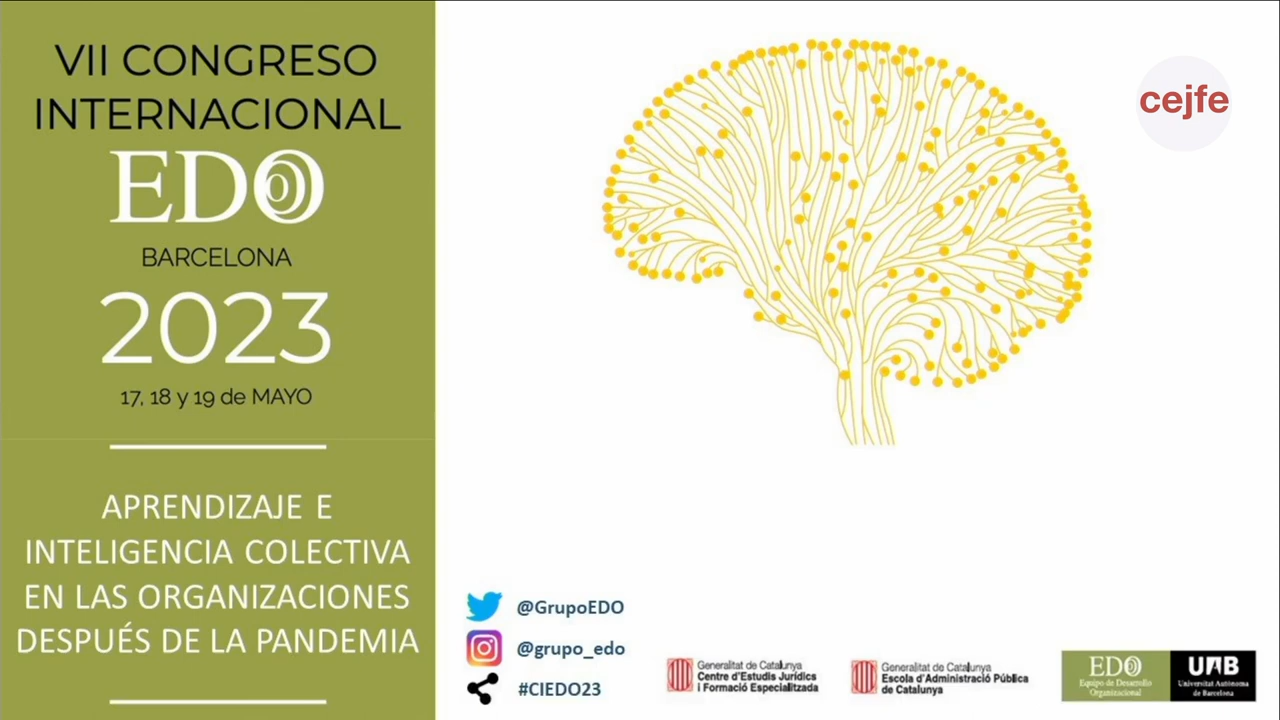 VII CONGRESO
INTERNACIONAL
EDO
BARCELONA
2023
17, 18 y 19 de MAYO
APRENDIZAJE E
INTELIGENCIA COLECTIVA
EN LAS ORGANIZACIONES
DESPUÉS DE LA PANDEMIA
cejfe
@GrupoEDO
@grupo_edo
#CIEDO23
Generalitat de Catalunya
Centre d'Estudis Jurídics
i Formació Especialitzada
Generalitat de Catalunya
Escola d'Administració Pública
de Catalunya
EDO
Equipo de Desarrollo
Organizacional
UAB
Universitat Autònoma
de Barcelona